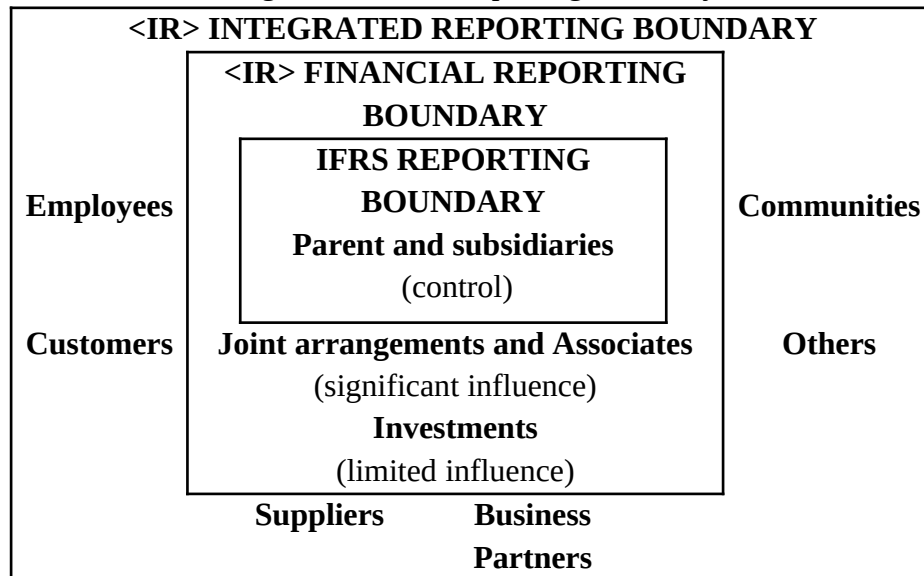 <IR> INTEGRATED REPORTING BOUNDARY
<IR> FINANCIAL REPORTING
BOUNDARY
IFRS REPORTING
Employees BOUNDARY Communities
Parent and subsidiaries
(control)
Customers Joint arrangements and Associates Others
(significant influence)
Investments
(limited influence)
Suppliers Business
Partners